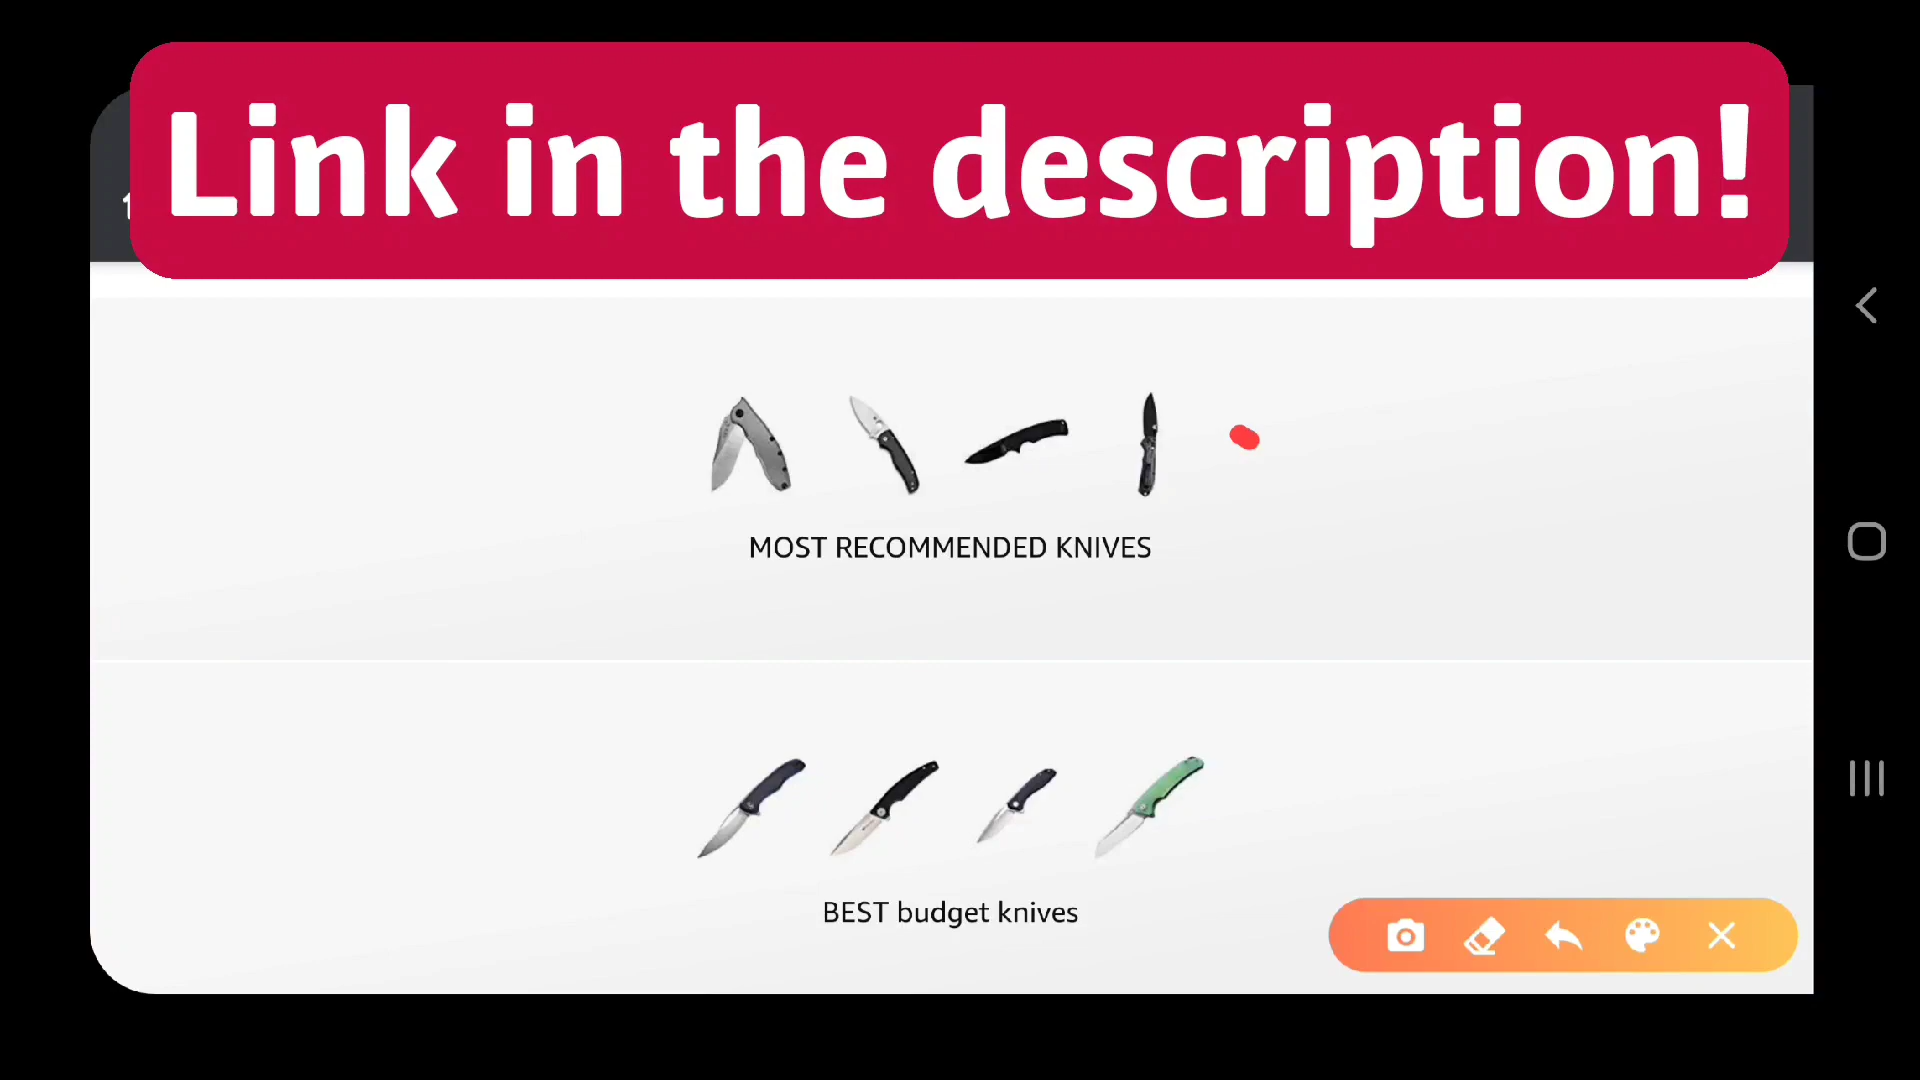 Link in the description!
MOST RECOMMENDED KNIVES
BEST budget knives